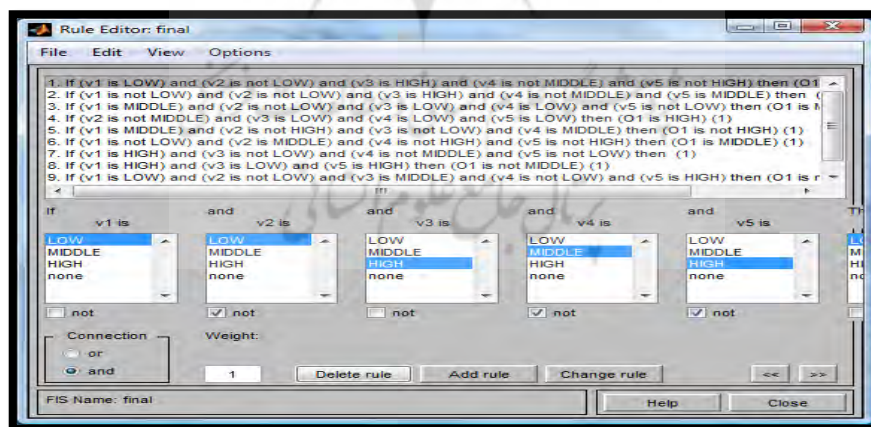 Rule Editor: final
File Edit View Options
1. If (v1 is LOW) and (v2 is not LOW) and (v3 is HIGH) and (v4 is not MIDDLE) and (v5 is not HIGH) then (O1
2. If (v1 is not LOW) and (v2 is not LOW) and (v3 is HIGH) and (v4 is not MIDDLE) and (v5 is MIDDLE) then (
3. If (v1 is MIDDLE) and (v2 is not LOW) and (v3 is LOW) and (v4 is LOW) and (v5 is not LOW) then (O1 is
4. If (v2 is not MIDDLE) and (v3 is LOW) and (v4 is LOW) and (v5 is LOW) then (O1 is HIGH) (1)
5. If (v1 is MIDDLE) and (v2 is not HIGH) and (v3 is not LOW) and (v4 is MIDDLE) then (O1 is not HIGH) (1)
6. If (v1 is not LOW) and (v2 is MIDDLE) and (v4 is not HIGH) and (v5 is not HIGH) then (O1 is MIDDLE) (1)
7. If (v1 is HIGH) and (v3 is not LOW) and (v4 is not MIDDLE) and (v5 is not LOW) then (1)
8. If (v1 is HIGH) and (v3 is LOW) and (v5 is HIGH) then (O1 is not MIDDLE) (1)
9. If (v1 is not LOW) and (v2 is not LOW) and (v3 is MIDDLE) and (v4 is not LOW) and (v5 is HIGH) then (O1 is r
If and and and and Th
v1 is v2 is v3 is v4 is v5 is
LOW LOW LOW LOW LOW
MIDDLE MIDDLE MIDDLE MIDDLE MIDDLE
HIGH HIGH HIGH HIGH HIGH
none none none none none
not not not not not
Connection Weight:
or
and 1 Delete rule Add rule Change rule << >>
FIS Name: final Help Close